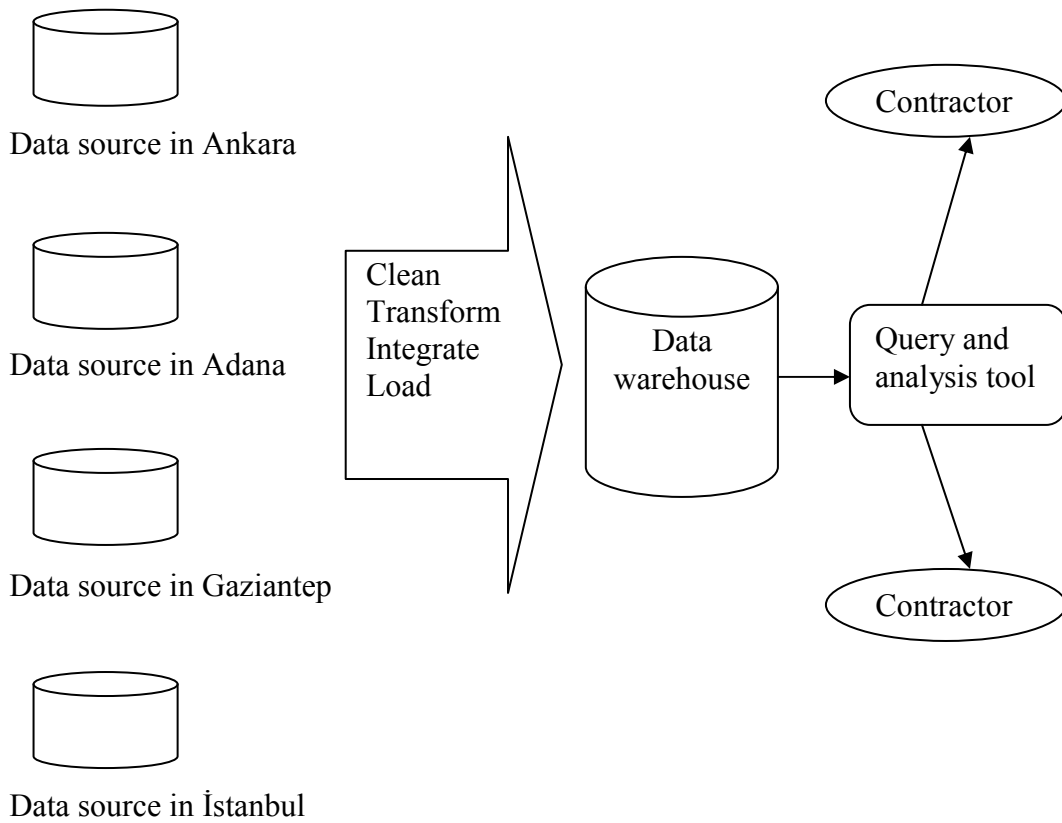 Data source in Ankara
Data source in Adana
Data source in Gaziantep
Data source in İstanbul
Clean
Transform
Integrate
Load
Data
warehouse
Query and
analysis tool
Contractor
Contractor